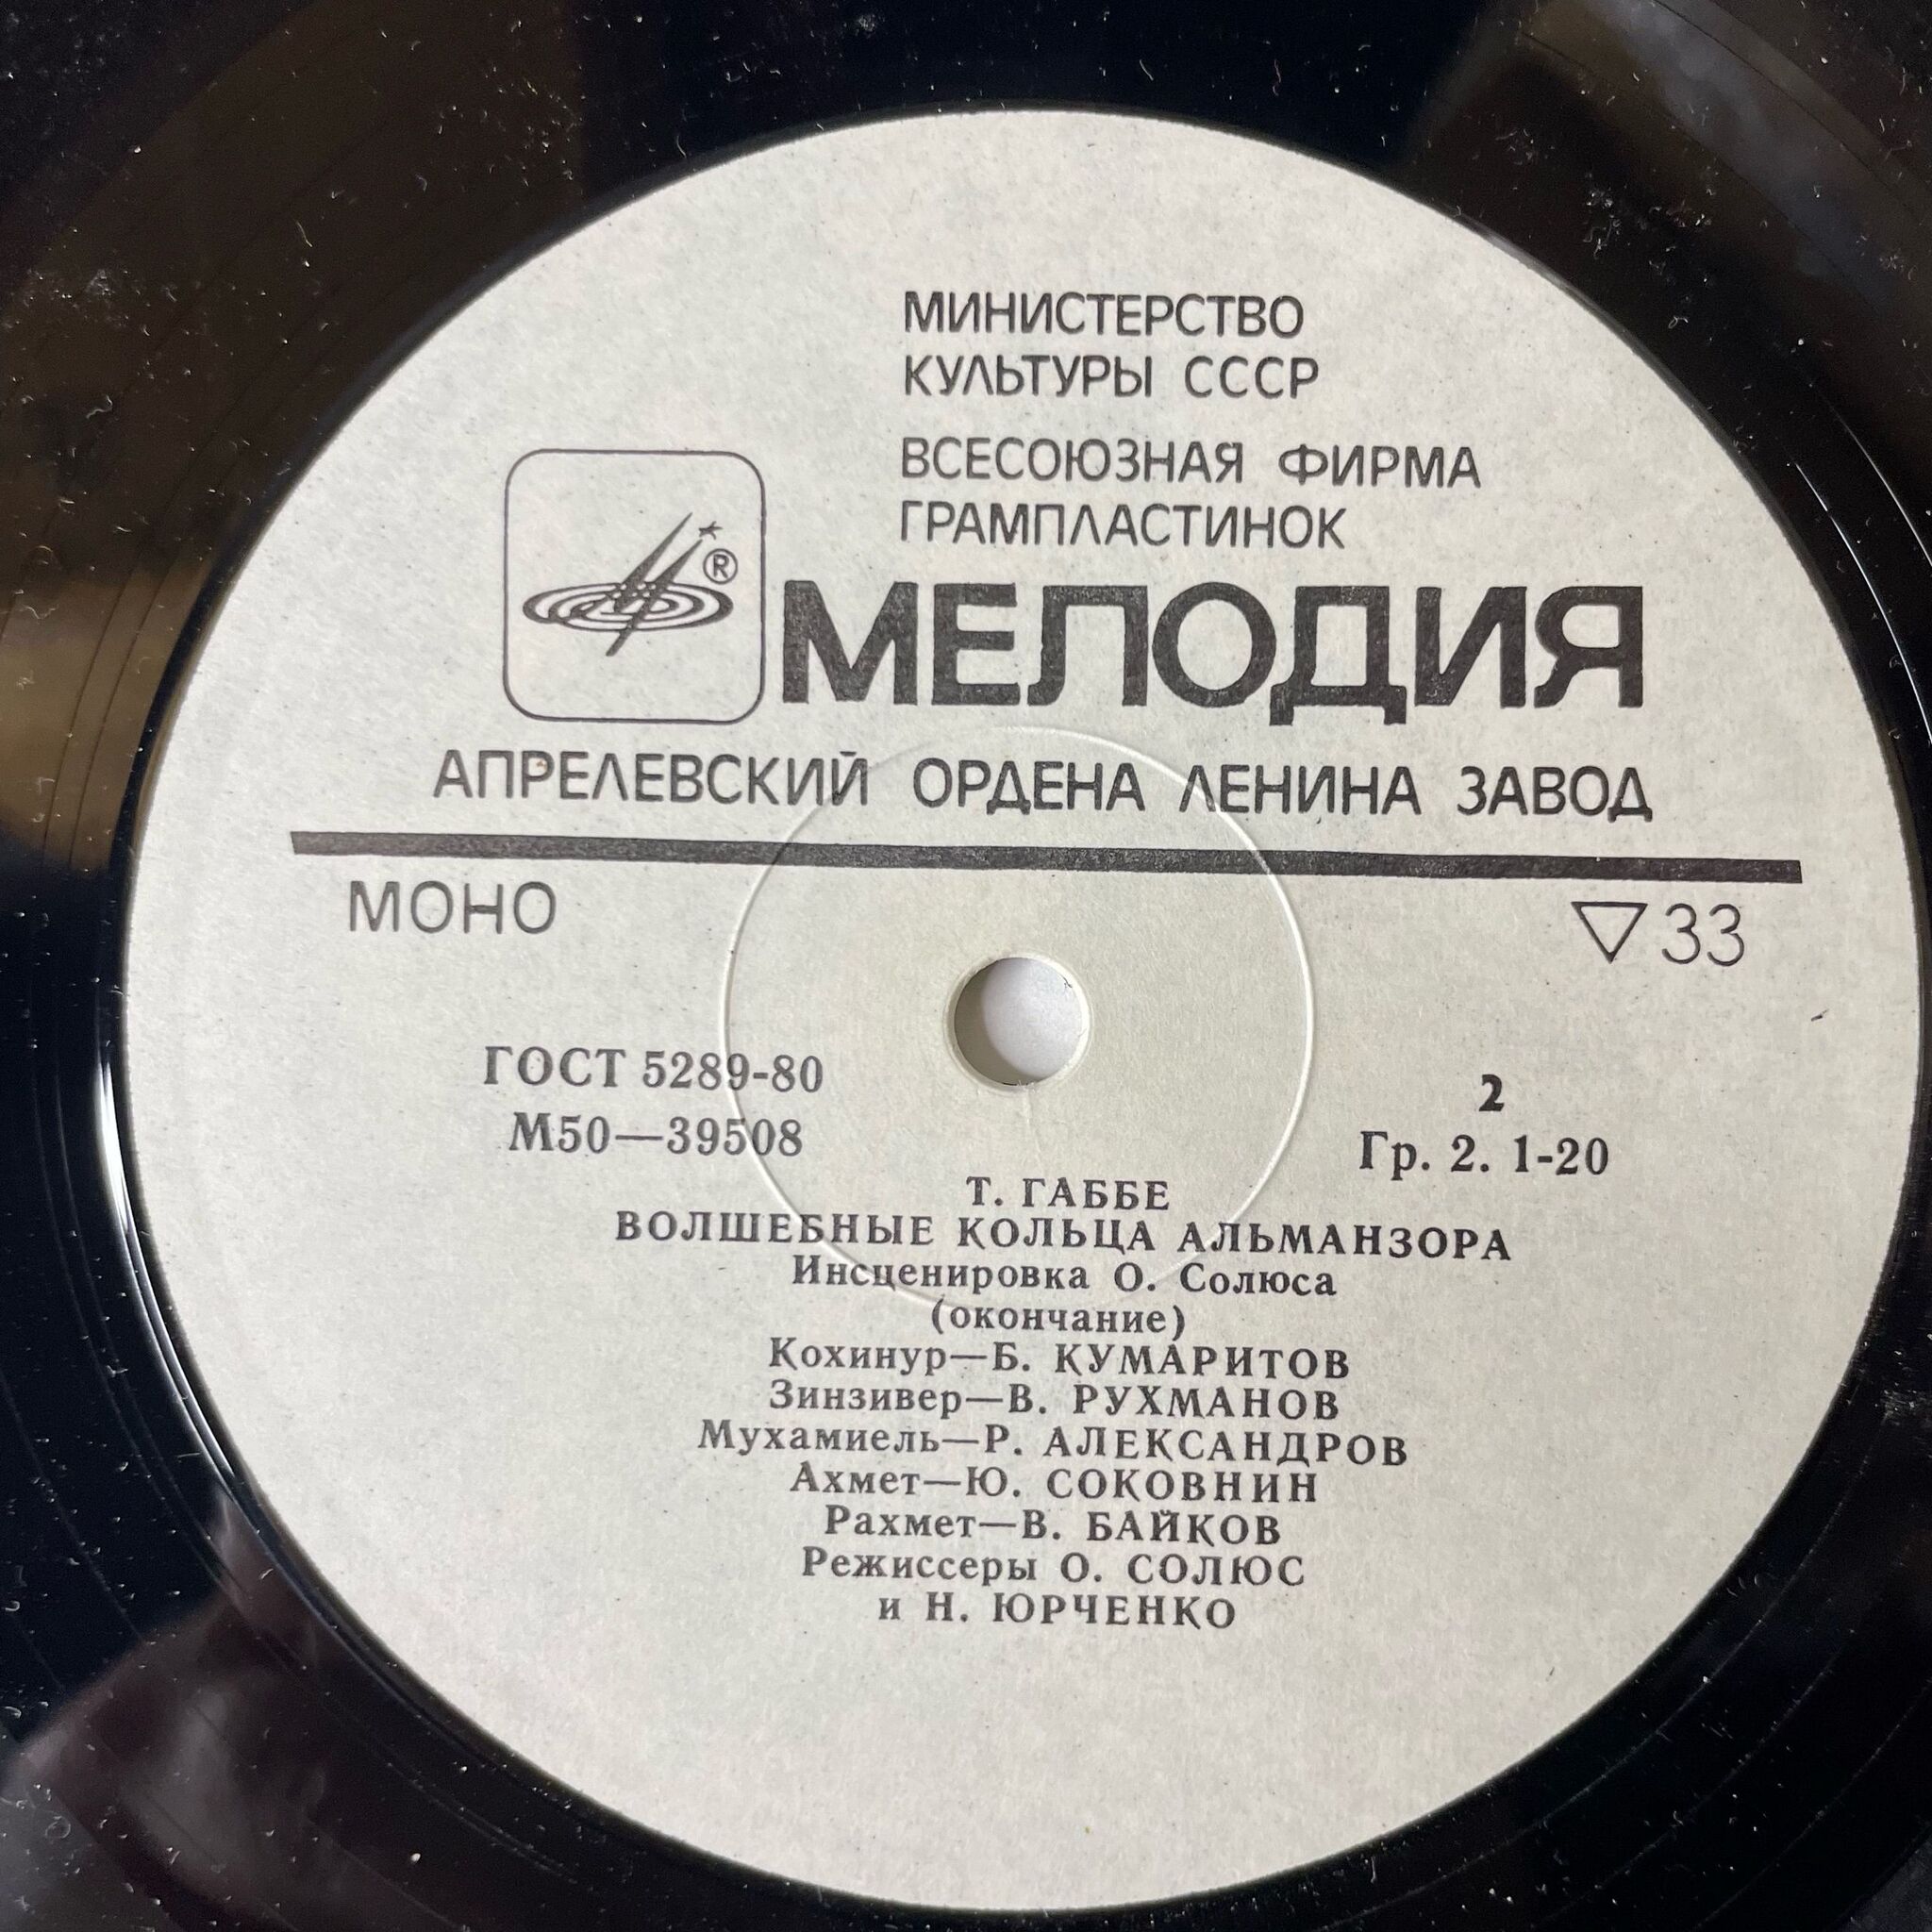 МИНИСТЕРСТВО
КУЛЬТУРЫ СССР
ВСЕСОЮЗНАЯ ФИРМА
ГРАМПЛАСТИНОК
®
МЕЛОДИЯ
АПРЕЛЕВСКИЙ ОРДЕНА ЛЕНИНА ЗАВОД
МОНО
▽33
ГОСТ 5289-80
М50—39508
2
Гр. 2. 1-20
Т. ГАББЕ
ВОЛШЕБНЫЕ КОЛЬЦА АЛЬМАНЗОРА
Инсценировка О. Солюса
(окончание)
Кохинур—Б. КУМАРИТОВ
Зинзивер—В. РУХМАНОВ
Мухамиель—Р. АЛЕКСАНДРОВ
Ахмет—Ю. СОКОВНИН
Рахмет—В. БАЙКОВ
Режиссеры О. СОЛЮС
и Н. ЮРЧЕНКО